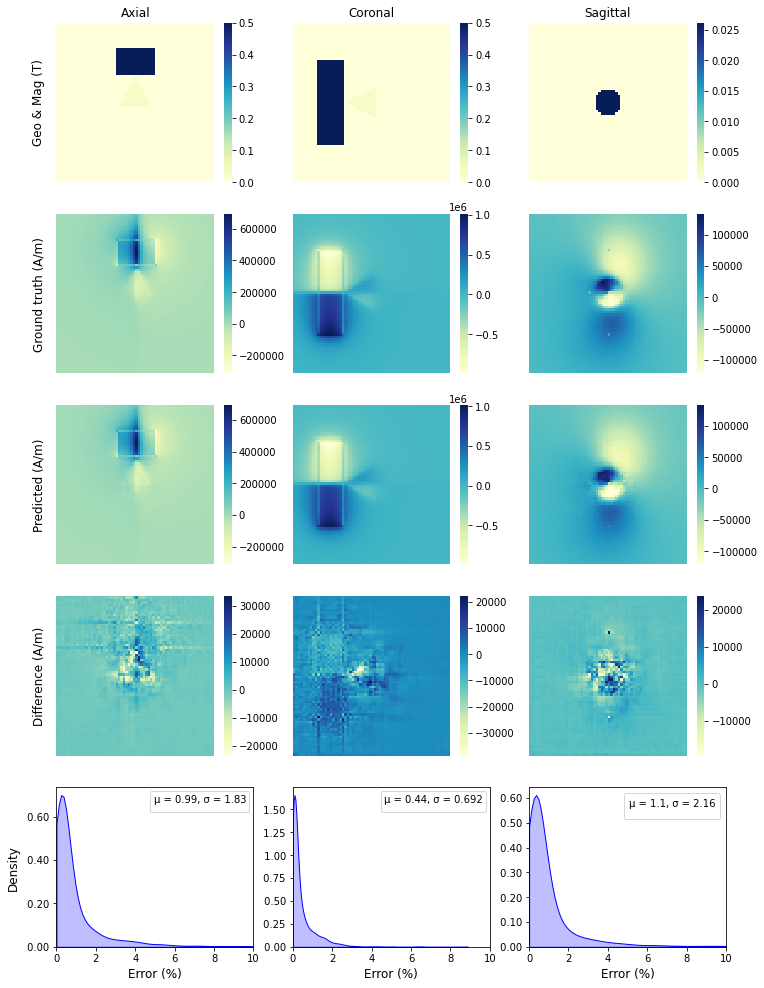 Axial Coronal Sagittal
Geo & Mag (T)
0.5 0.4 0.3 0.2 0.1 0.0
0.5 0.4 0.3 0.2 0.1 0.0
0.025 0.020 0.015 0.010 0.005 0.000
Ground truth (A/m)
600000 400000 200000 0 −200000
1e6
1.0 0.5 0.0 −0.5
100000 50000 0 −50000 −100000
Predicted (A/m)
600000 400000 200000 0 −200000
1e6
1.0 0.5 0.0 −0.5
100000 50000 0 −50000 −100000
Difference (A/m)
30000 20000 10000 0 −10000 −20000
20000 10000 0 −10000 −20000 −30000
20000 10000 0 −10000
Density
0.60 0.40 0.20 0.00
μ = 0.99, σ = 1.83
0 2 4 6 8 10
Error (%)
1.50 1.25 1.00 0.75 0.50 0.25 0.00
μ = 0.44, σ = 0.692
0 2 4 6 8 10
Error (%)
0.60 0.50 0.40 0.30 0.20 0.10 0.00
μ = 1.1, σ = 2.16
0 2 4 6 8 10
Error (%)